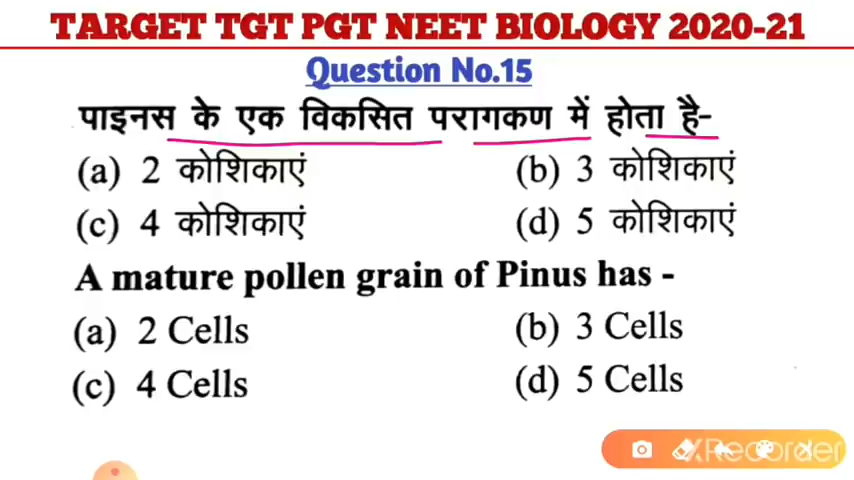 TARGET TGT PGT NEET BIOLOGY 2020-21
Question No.15
पाइनस के एक विकसित परागकण में होता है-
(a) 2 कोशिकाएं (b) 3 कोशिकाएं
(c) 4 कोशिकाएं (d) 5 कोशिकाएं
A mature pollen grain of Pinus has -
(a) 2 Cells (b) 3 Cells
(c) 4 Cells (d) 5 Cells
XRecorder